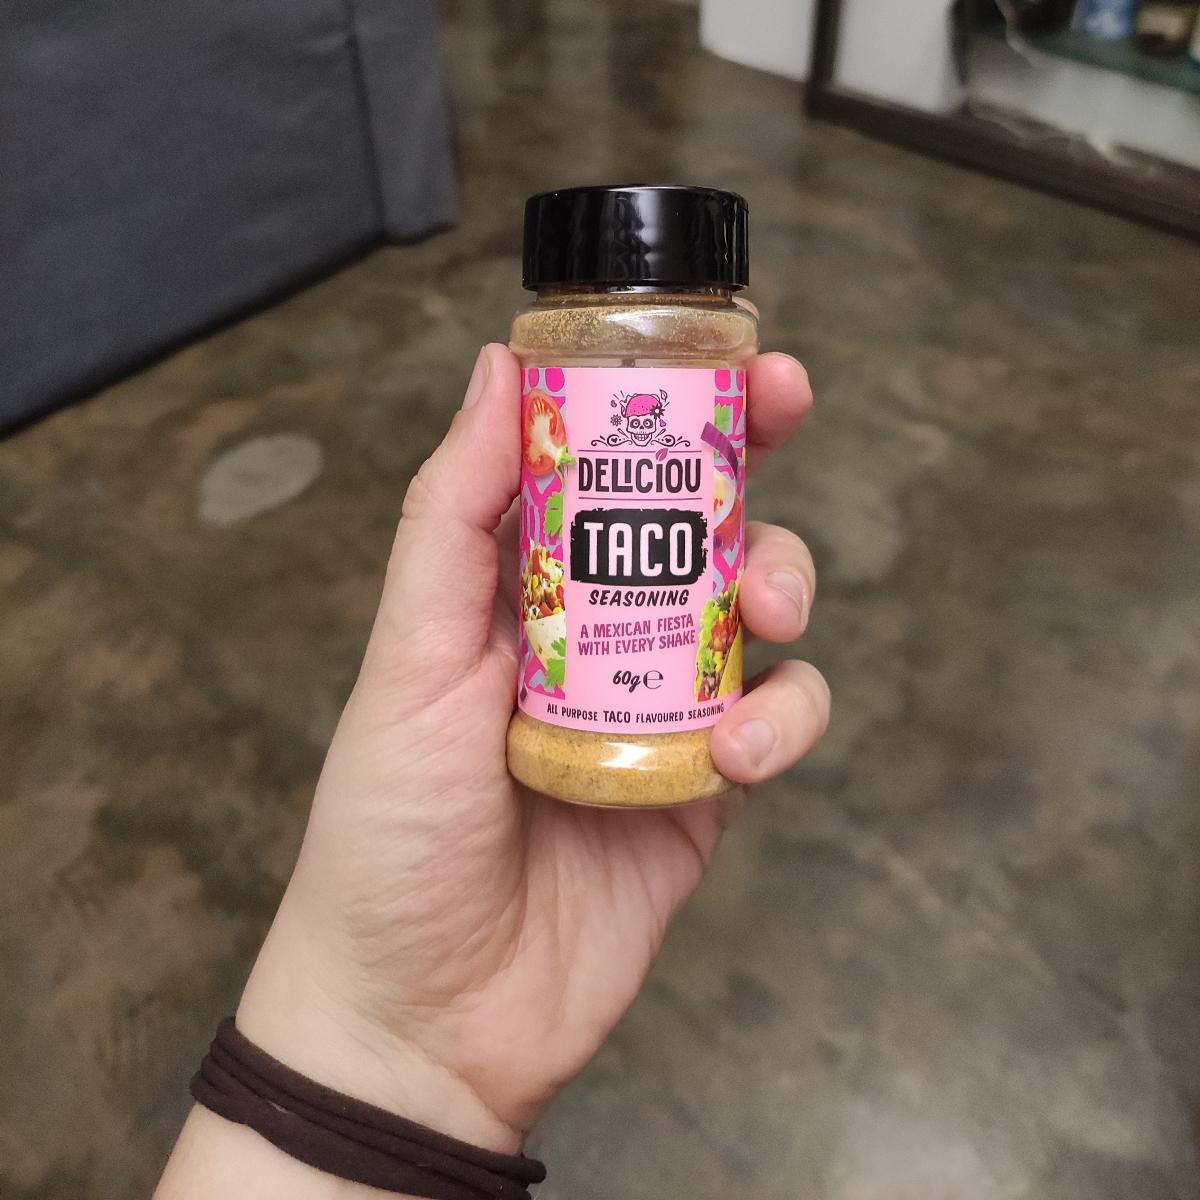 DELICIOU
TACO
SEASONING
A MEXICAN FIESTA
WITH EVERY SHAKE
60g℮
ALL PURPOSE TACO FLAVOURED SEASONING